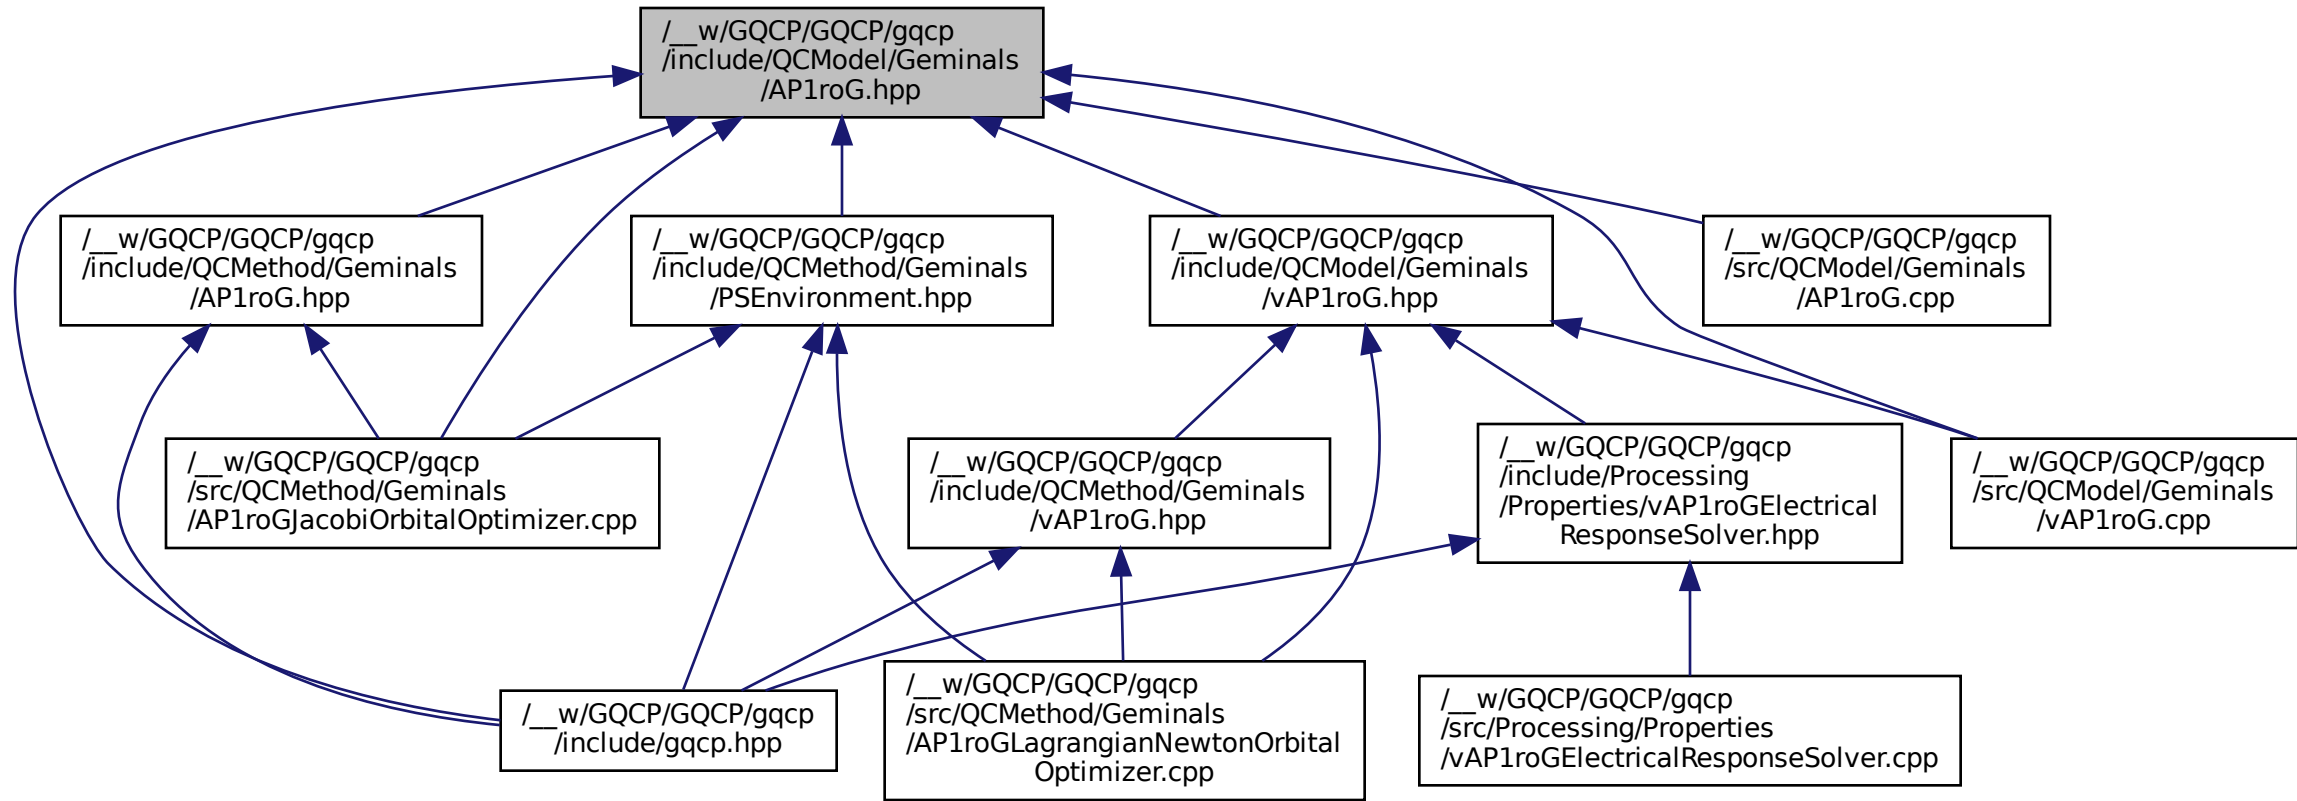 /__w/GQCP/GQCP/gqcp
/include/QCModel/Geminals
/AP1roG.hpp
/__w/GQCP/GQCP/gqcp
/include/QCMethod/Geminals
/AP1roG.hpp
/__w/GQCP/GQCP/gqcp
/include/QCMethod/Geminals
/PSEnvironment.hpp
/__w/GQCP/GQCP/gqcp
/include/QCModel/Geminals
/vAP1roG.hpp
/__w/GQCP/GQCP/gqcp
/src/QCModel/Geminals
/AP1roG.cpp
/__w/GQCP/GQCP/gqcp
/src/QCMethod/Geminals
/AP1roGJacobiOrbitalOptimizer.cpp
/__w/GQCP/GQCP/gqcp
/include/QCMethod/Geminals
/vAP1roG.hpp
/__w/GQCP/GQCP/gqcp
/include/Processing
/Properties/vAP1roGElectrical
ResponseSolver.hpp
/__w/GQCP/GQCP/gqcp
/src/QCModel/Geminals
/vAP1roG.cpp
/__w/GQCP/GQCP/gqcp
/include/gqcp.hpp
/__w/GQCP/GQCP/gqcp
/src/QCMethod/Geminals
/AP1roGLagrangianNewtonOrbital
Optimizer.cpp
/__w/GQCP/GQCP/gqcp
/src/Processing/Properties
/vAP1roGElectricalResponseSolver.cpp